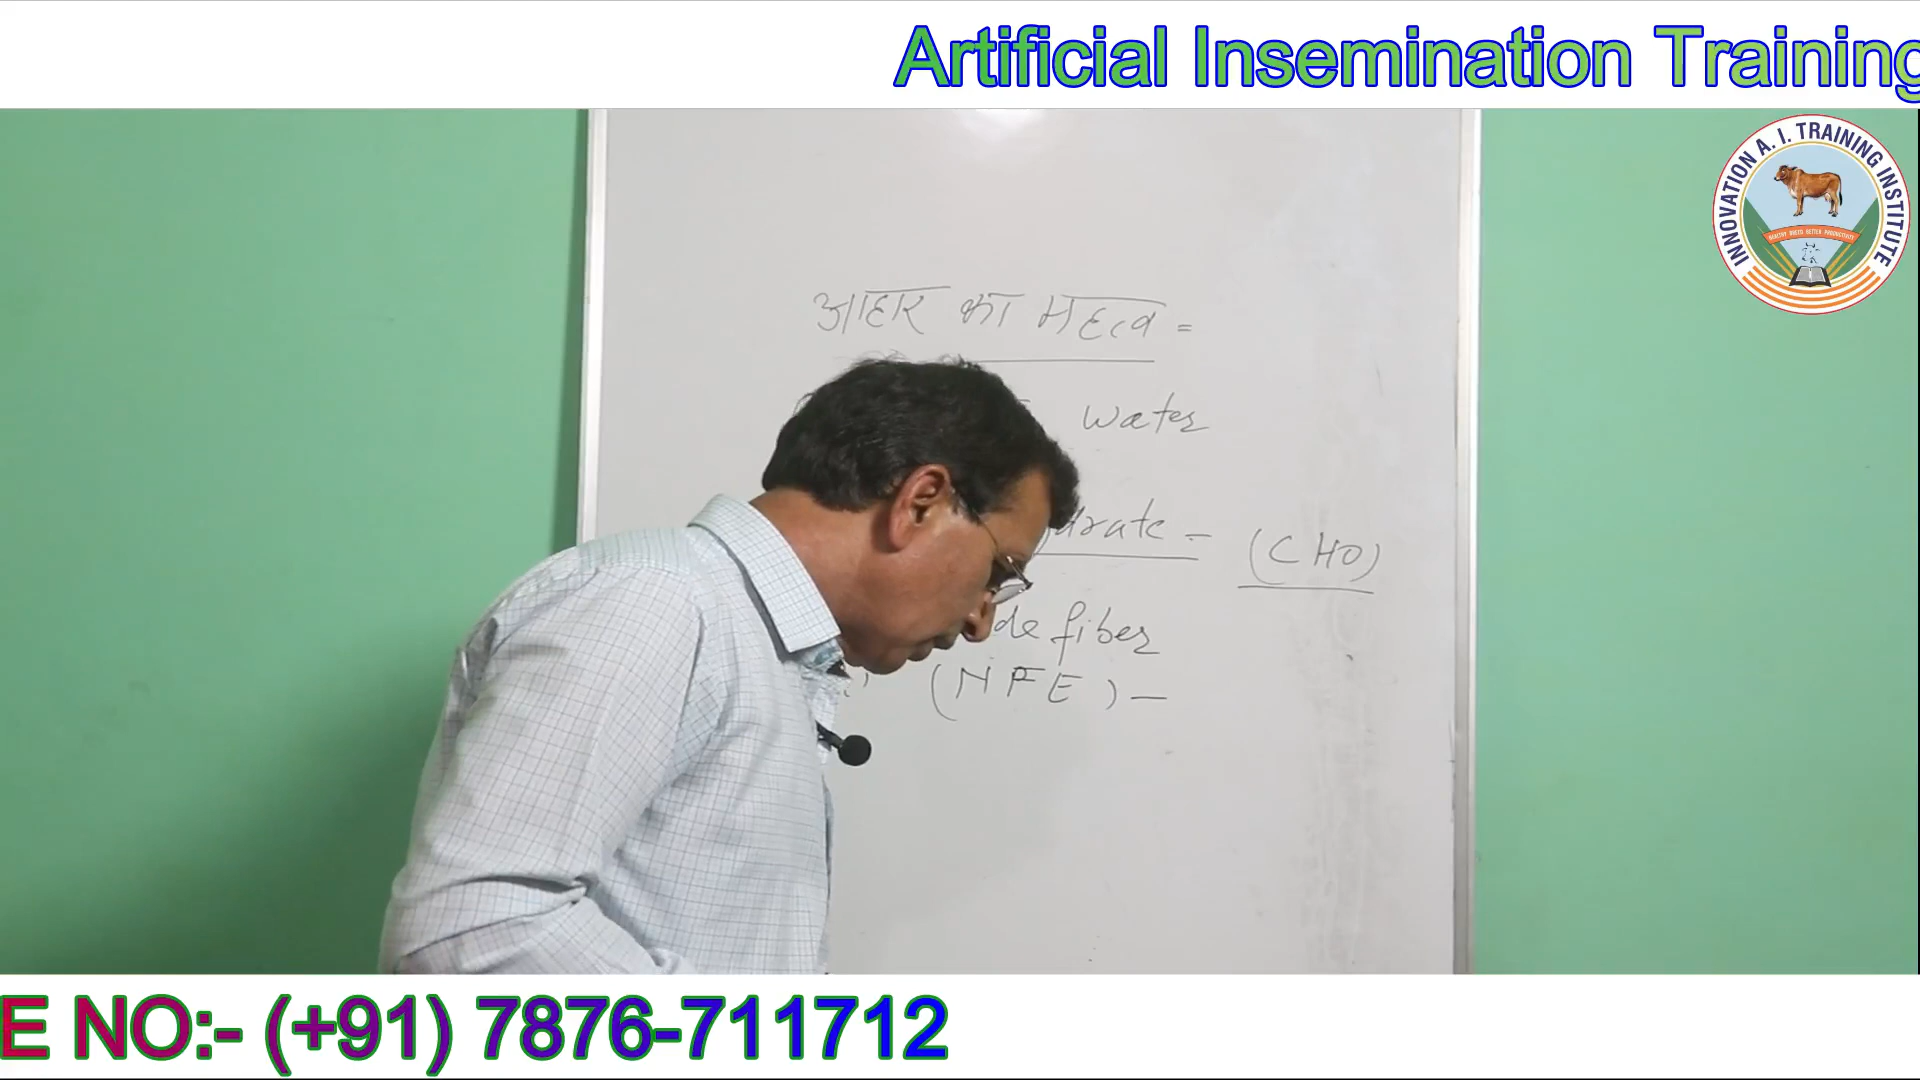 Artificial Insemination Training
INNOVATION A. I. TRAINING INSTITUTE
आहार का महत्व =
water
drate - (CHO)
de fiber
(NFE) -
E NO:- (+91) 7876-711712